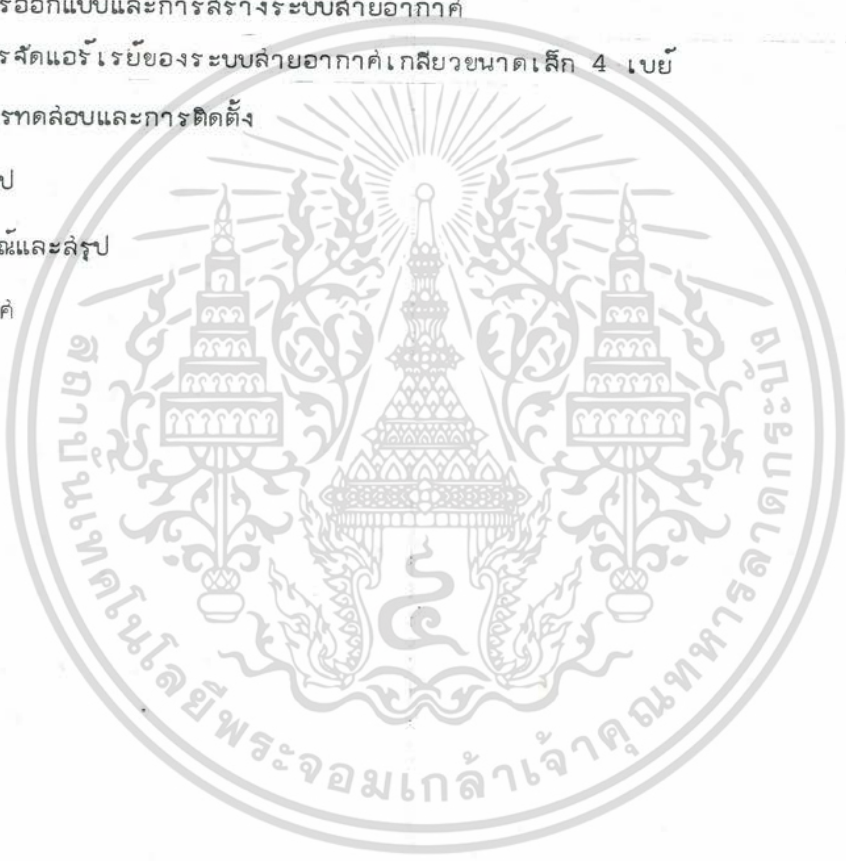 รออกแบบและการสร้างระบบสายอากาศ
รจัดแอร์เรย์ของระบบสายอากาศเกลียวขนาดเล็ก 4 เบย์
รทดสอบและการติดตั้ง
ป
ณ์และสรุป
ศ
สถาบันเทคโนโลยีพระจอมเกล้าเจ้าคุณทหารลาดกระบัง
๔